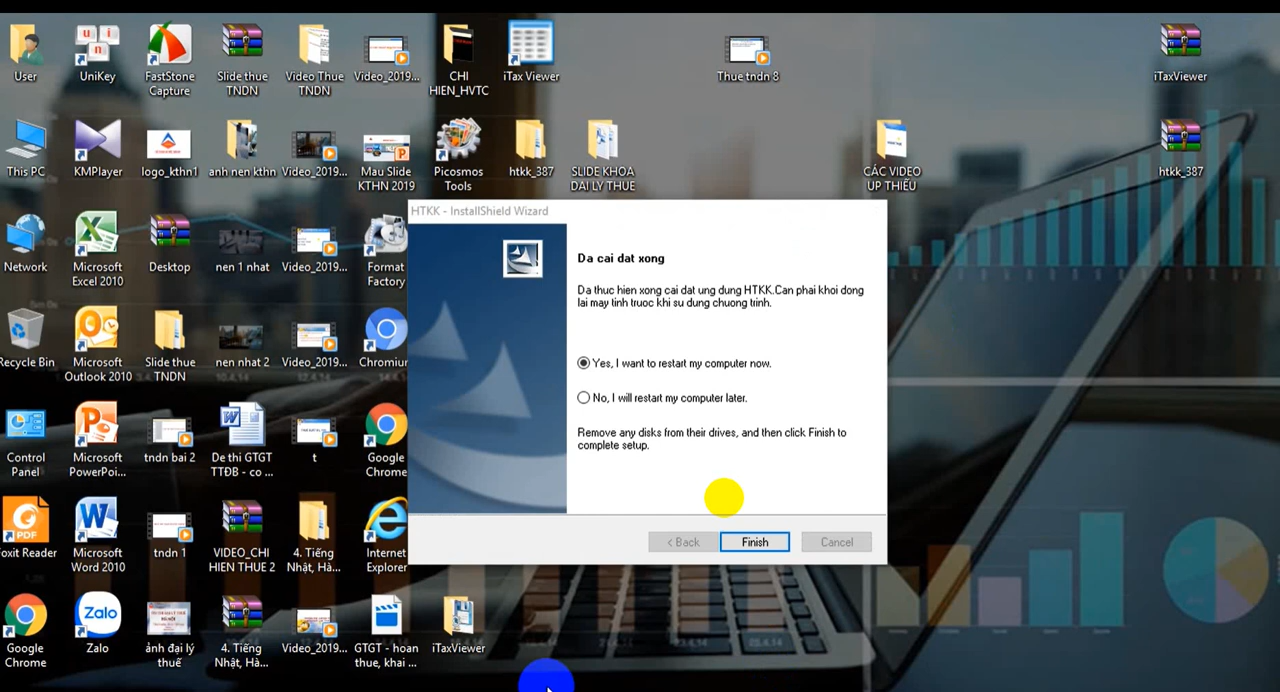 User
UniKey
FastStone
Capture
Slide thue
TNDN
Video Thue
TNDN
Video_2019...
CHI
HIEN_HVTC
iTax Viewer
Thue tndn 8
iTaxViewer
This PC
KMPlayer
logo_kthn1
anh nen kthn
Video_2019...
Mau Slide
KTHN 2019
Picosmos
Tools
htkk_387
SLIDE KHOA
DAI LY THUE
CÁC VIDEO
UP THIẾU
htkk_387
Network
Microsoft
Excel 2010
Desktop
nen 1 nhat
Video_2019...
Format
Factory
Recycle Bin
Microsoft
Outlook 2010
Slide thue
TNDN
nen nhat 2
Video_2019...
Chromium
Control
Panel
Microsoft
PowerPoi...
tndn bai 2
De thi GTGT
TTĐB - co ...
t
Google
Chrome
PDF
Foxit Reader
Microsoft
Word 2010
tndn 1
VIDEO_CHI
HIEN THUE 2
4. Tiếng
Nhật, Hà...
Internet
Explorer
Google
Chrome
Zalo
Zalo
ảnh đại lý
thuế
4. Tiếng
Nhật, Hà...
Video_2019...
GTGT - hoan
thue, khai ...
iTaxViewer
HTKK - InstallShield Wizard
Da cai dat xong
Da thuc hien xong cai dat ung dung HTKK.Can phai khoi dong
lai may tinh truoc khi su dung chuong trinh.
Yes, I want to restart my computer now.
No, I will restart my computer later.
Remove any disks from their drives, and then click Finish to
complete setup.
< Back
Finish
Cancel